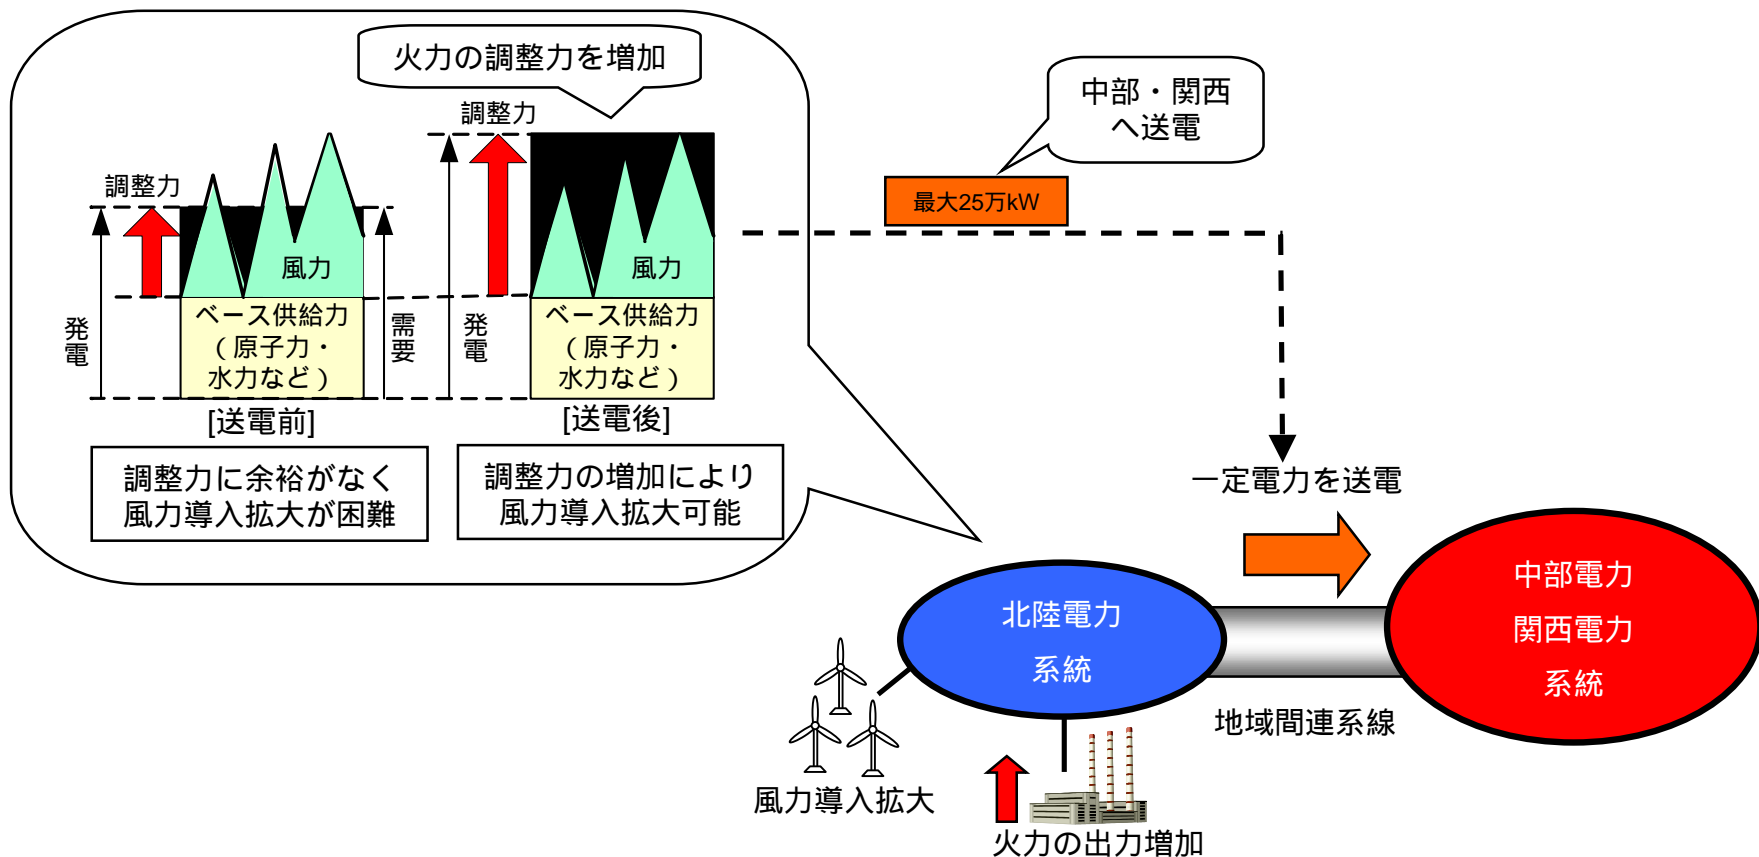 火力の調整力を増加
調整力
調整力
風力
風力
ベース供給力
（原子力・
水力など）
ベース供給力
（原子力・
水力など）
発電
需要
発電
[送電前]
[送電後]
調整力に余裕がなく
風力導入拡大が困難
調整力の増加により
風力導入拡大可能
中部・関西
へ送電
最大25万kW
一定電力を送電
北陸電力
系統
中部電力
関西電力
系統
地域間連系線
風力導入拡大
火力の出力増加